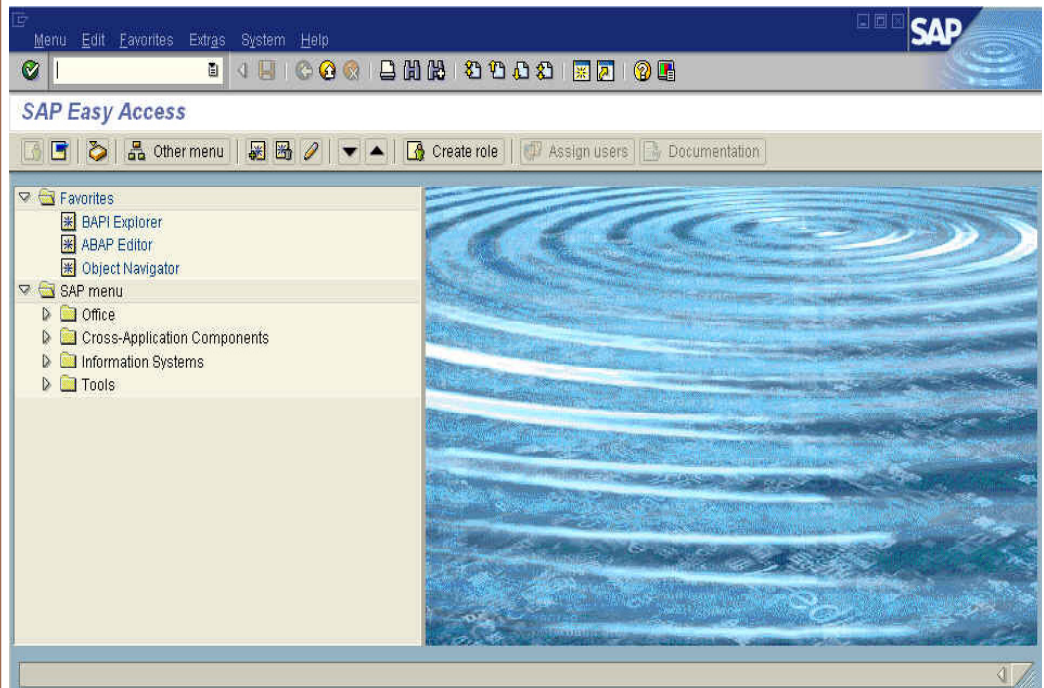 Menu Edit Favorites Extras System Help
SAP
SAP Easy Access
Other menu Create role Assign users Documentation
Favorites
BAPI Explorer
ABAP Editor
Object Navigator
SAP menu
Office
Cross-Application Components
Information Systems
Tools